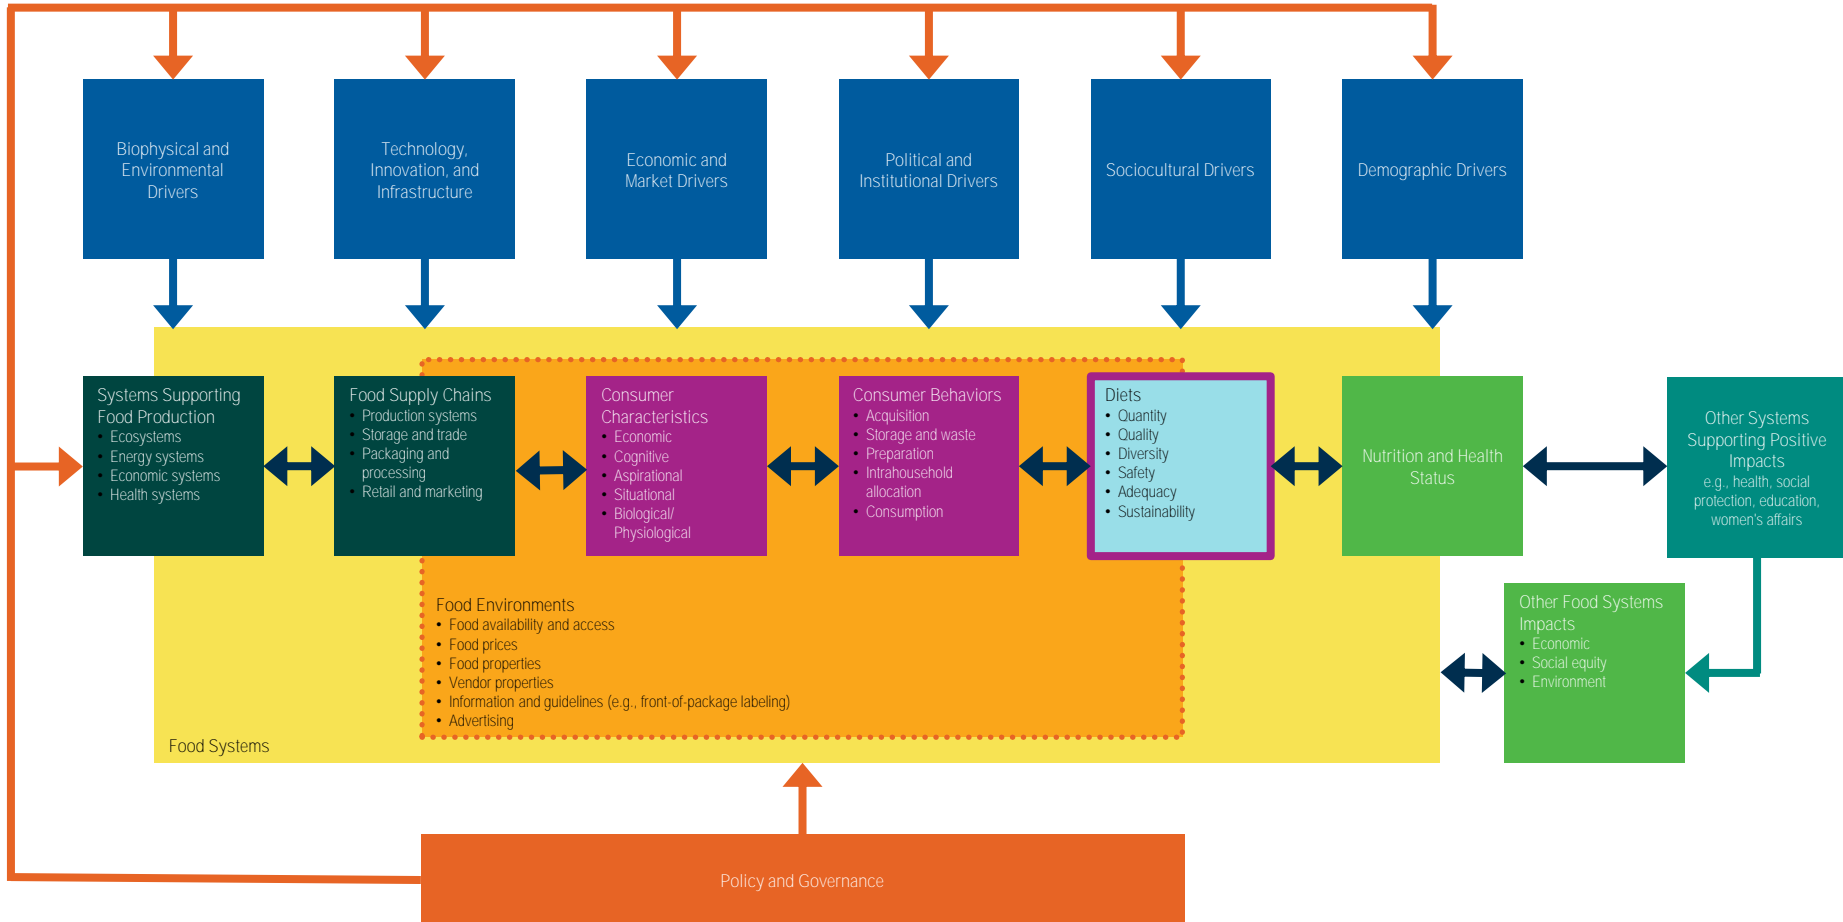 Biophysical and
Environmental
Drivers
Technology,
Innovation, and
Infrastructure
Economic and
Market Drivers
Political and
Institutional Drivers
Sociocultural Drivers
Demographic Drivers
Systems Supporting
Food Production
• Ecosystems
• Energy systems
• Economic systems
• Health systems
Food Supply Chains
• Production systems
• Storage and trade
• Packaging and
processing
• Retail and marketing
Consumer
Characteristics
• Economic
• Cognitive
• Aspirational
• Situational
• Biological/
Physiological
Consumer Behaviors
• Acquisition
• Storage and waste
• Preparation
• Intrahousehold
allocation
• Consumption
Diets
• Quantity
• Quality
• Diversity
• Safety
• Adequacy
• Sustainability
Nutrition and Health
Status
Other Systems
Supporting Positive
Impacts
e.g., health, social
protection, education,
women's affairs
Food Environments
• Food availability and access
• Food prices
• Food properties
• Vendor properties
• Information and guidelines (e.g., front-of-package labeling)
• Advertising
Other Food Systems
Impacts
• Economic
• Social equity
• Environment
Food Systems
Policy and Governance